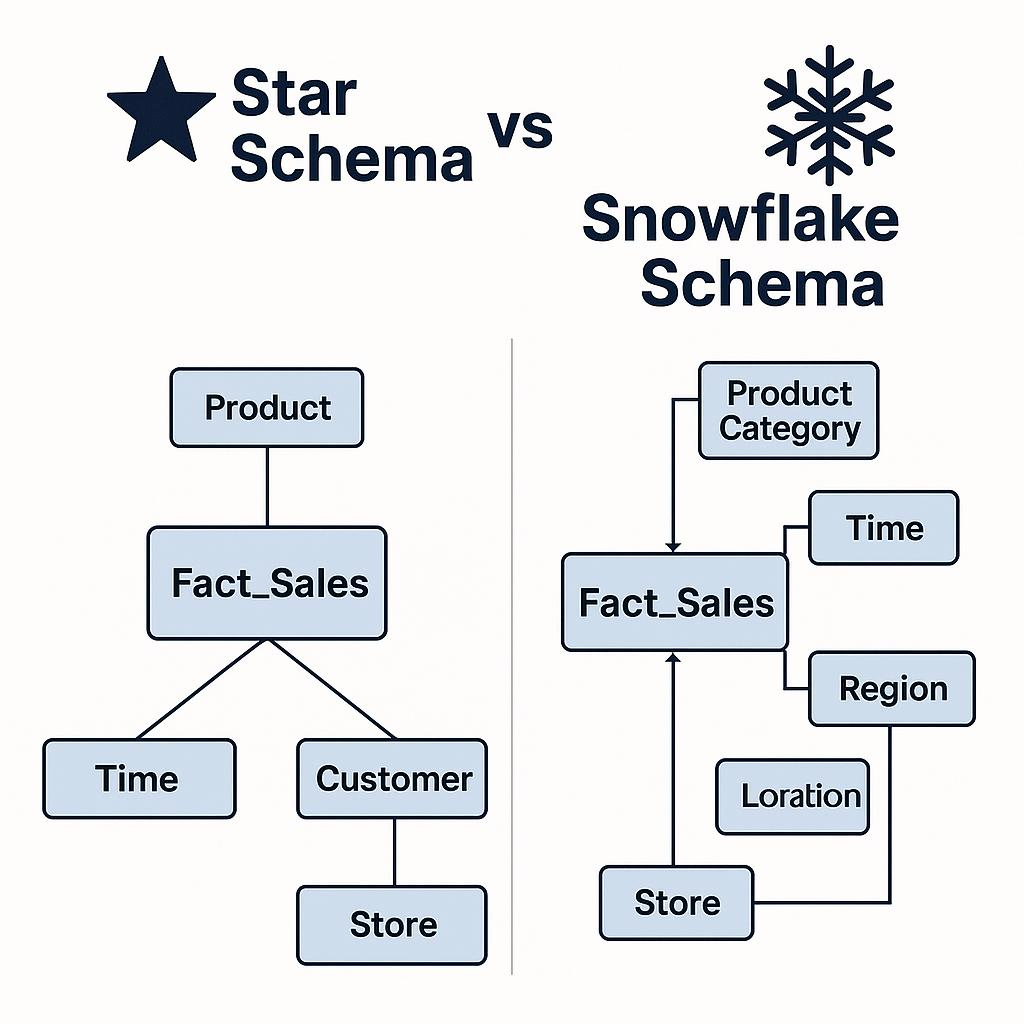 Star
Schema
vs
Snowflake
Schema
Product
Fact_Sales
Time
Customer
Store
Product
Category
Time
Fact_Sales
Region
Loration
Store